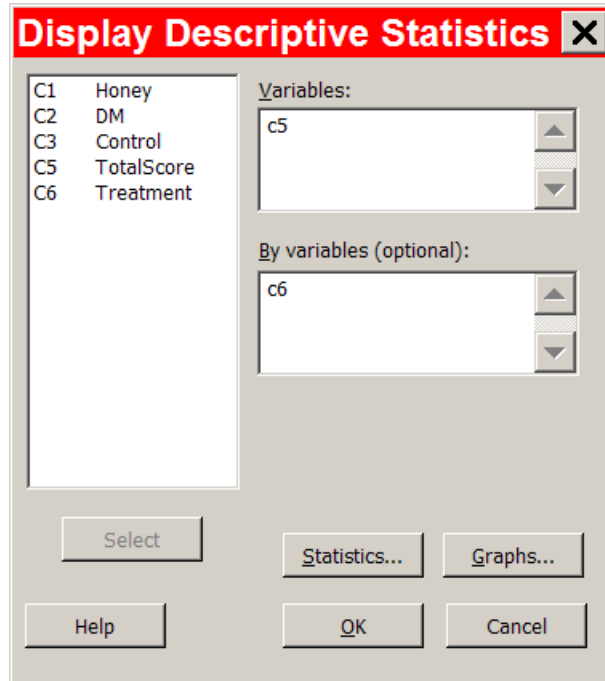 Display Descriptive Statistics
C1 Honey
C2 DM
C3 Control
C5 TotalScore
C6 Treatment
Variables:
c5
By variables (optional):
c6
Select
Statistics... Graphs...
Help OK Cancel